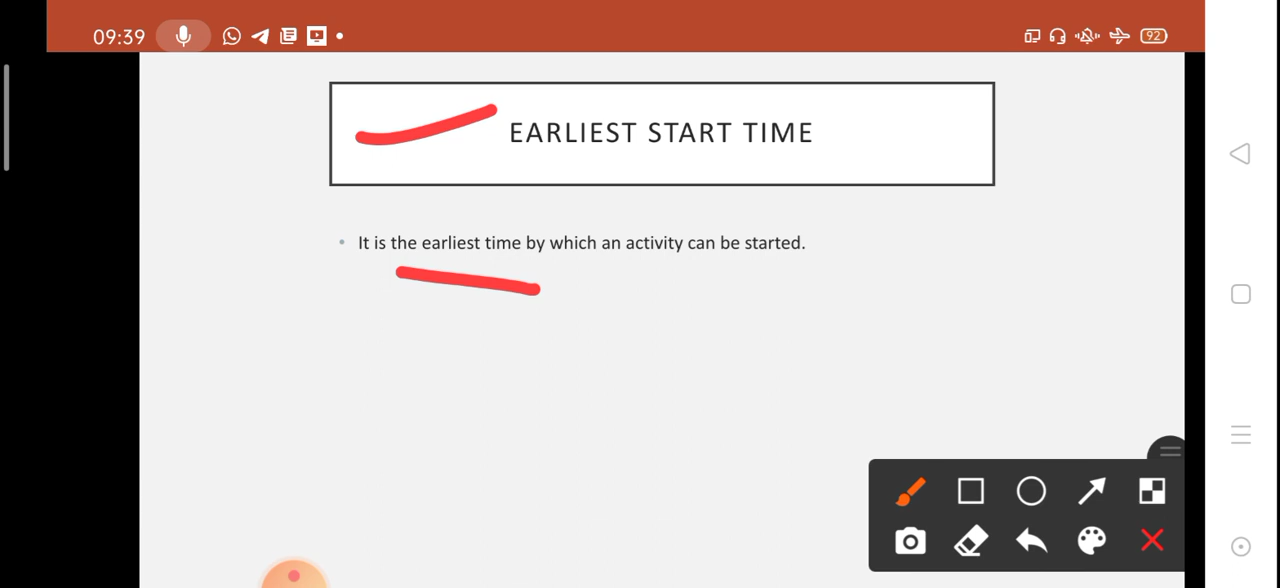 09:39
92
EARLIEST START TIME
• It is the earliest time by which an activity can be started.